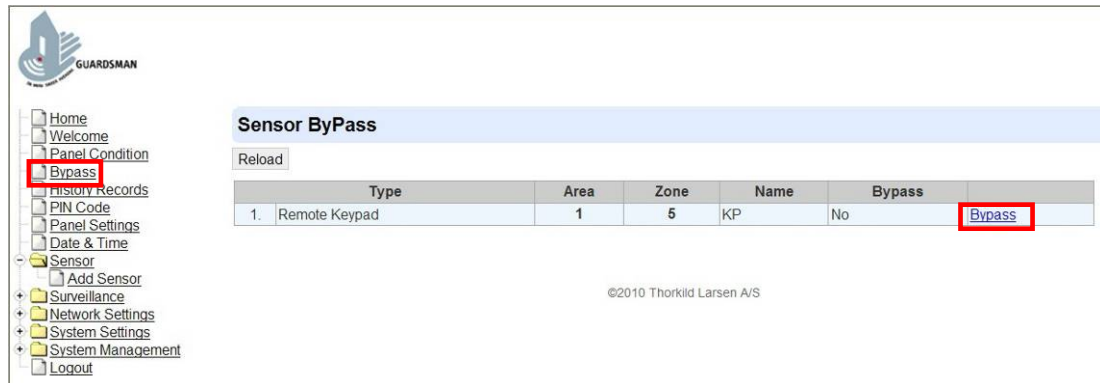 GUARDSMAN
Home
Welcome
Panel Condition
Bypass
History Records
PIN Code
Panel Settings
Date & Time
Sensor
Add Sensor
Surveillance
Network Settings
System Settings
System Management
Logout
Sensor ByPass
Reload
Type Area Zone Name Bypass
1. Remote Keypad 1 5 KP No Bypass
©2010 Thorkild Larsen A/S